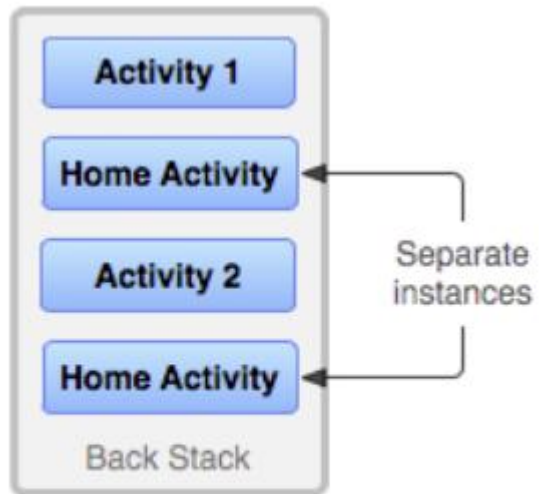 Activity 1
Home Activity
Activity 2
Home Activity
Back Stack
Separate
instances